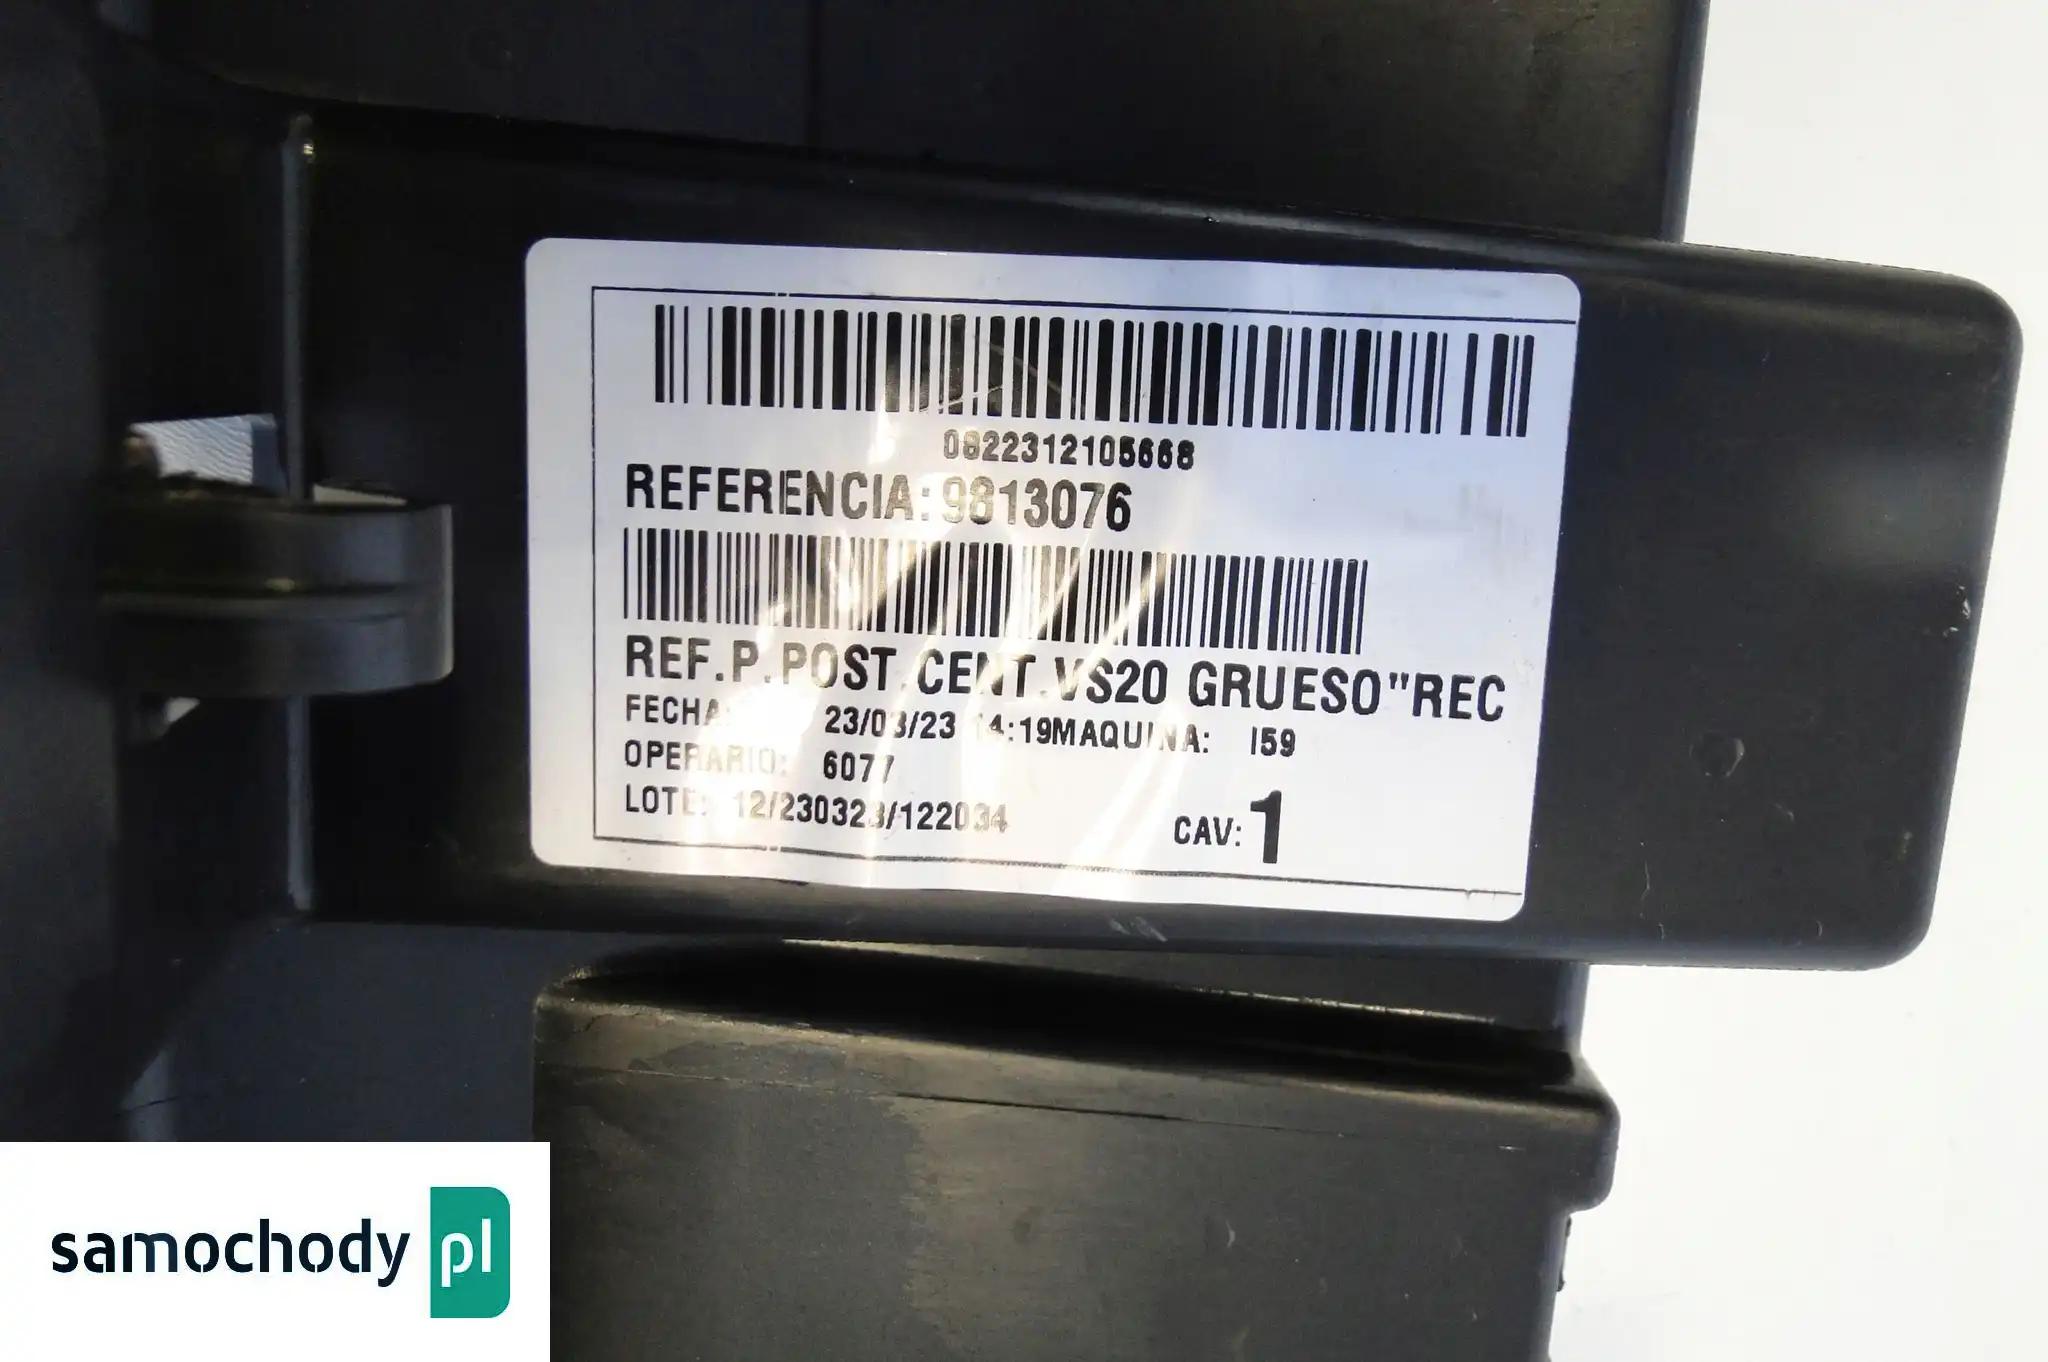 0822312105668
REFERENCIA: 9813076
REF.P.POST.CENT.VS20 GRUESO"REC
FECHA: 23/03/23 14:19MAQUINA: I59
OPERARIO: 6077
LOTE: 12/230323/122034
CAV: 1
samochody pl